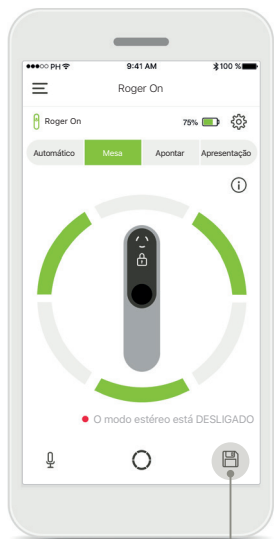 PH 9:41 AM 100 %
Roger On
Roger On 75%
Automático Mesa Apontar Apresentação
O modo estéreo está DESLIGADO